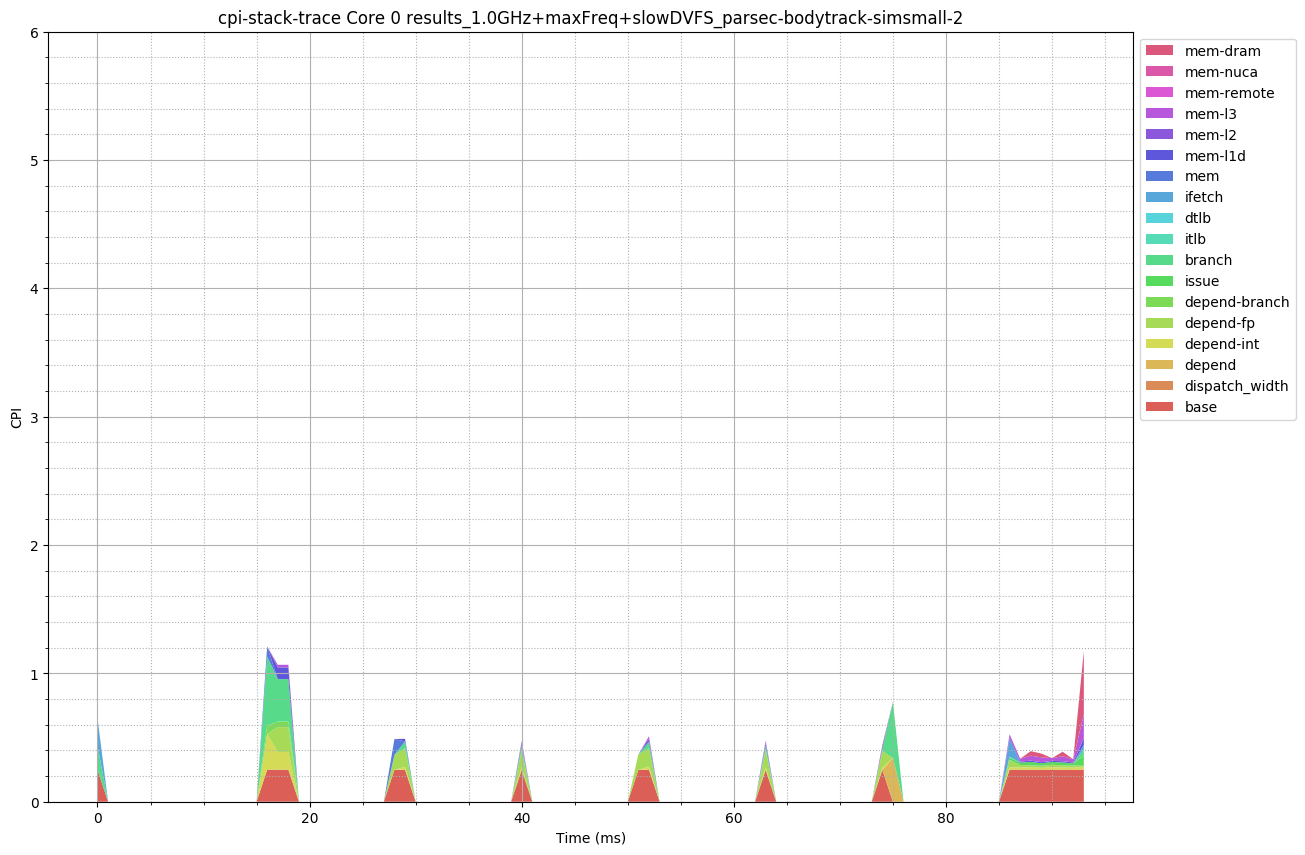 cpi-stack-trace Core 0 results_1.0GHz+maxFreq+slowDVFS_parsec-bodytrack-simsmall-2
6
5
4
3
2
1
0
CPI
0 20 40 60 80
Time (ms)
mem-dram
mem-nuca
mem-remote
mem-l3
mem-l2
mem-l1d
mem
ifetch
dtlb
itlb
branch
issue
depend-branch
depend-fp
depend-int
depend
dispatch_width
base